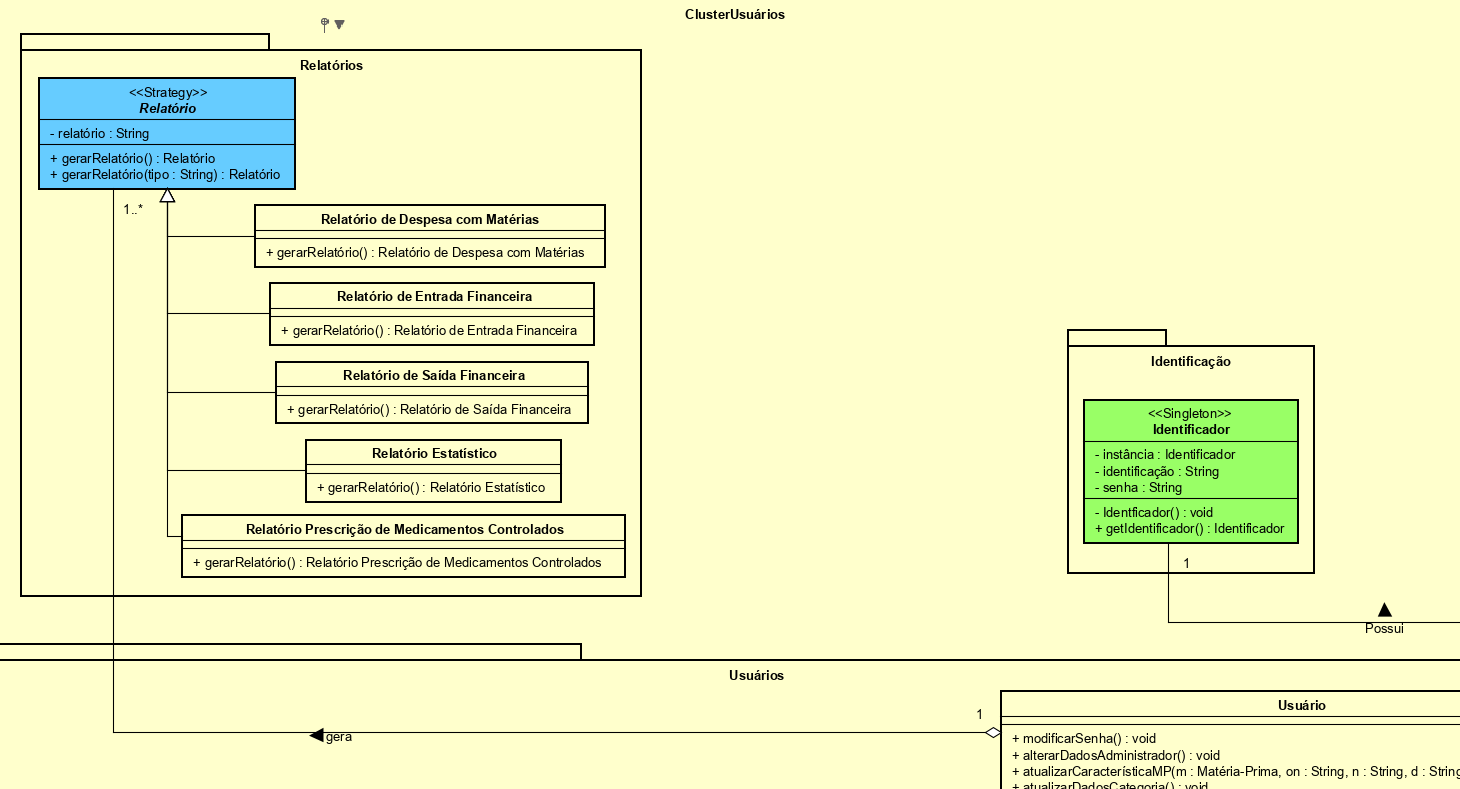 ClusterUsuários
Relatórios
<<Strategy>>
Relatório
- relatório : String
+ gerarRelatório() : Relatório
+ gerarRelatório(tipo : String) : Relatório
1..*
Relatório de Despesa com Matérias
+ gerarRelatório() : Relatório de Despesa com Matérias
Relatório de Entrada Financeira
+ gerarRelatório() : Relatório de Entrada Financeira
Relatório de Saída Financeira
+ gerarRelatório() : Relatório de Saída Financeira
Relatório Estatístico
+ gerarRelatório() : Relatório Estatístico
Relatório Prescrição de Medicamentos Controlados
+ gerarRelatório() : Relatório Prescrição de Medicamentos Controlados
Identificação
<<Singleton>>
Identificador
- instância : Identificador
- identificação : String
- senha : String
- Identficador() : void
+ getIdentificador() : Identificador
1
Possui
Usuários
Usuário
1
gera
+ modificarSenha() : void
+ alterarDadosAdministrador() : void
+ atualizarCaracterísticaMP(m : Matéria-Prima, on : String, n : String, d : String
+ atualizarDadosCategoria() : void